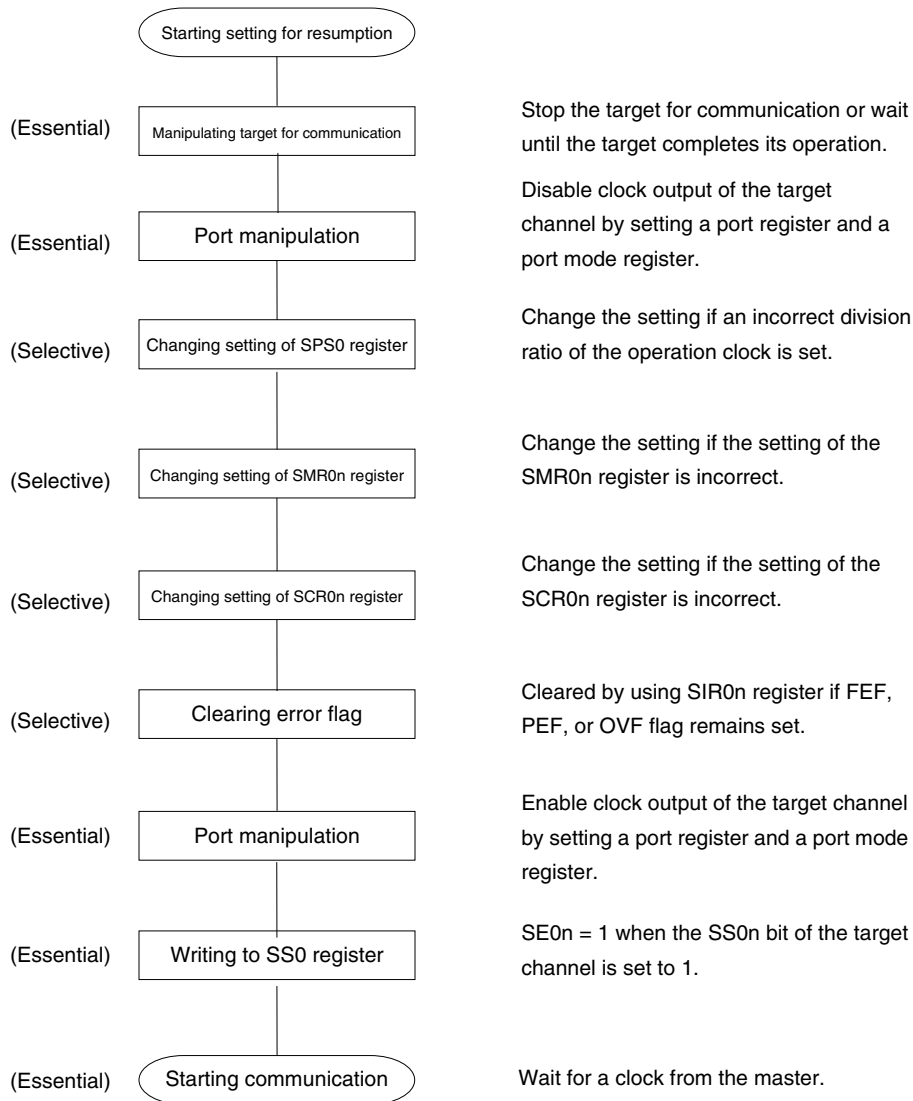 Starting setting for resumption
(Essential)
Manipulating target for communication
Stop the target for communication or wait
until the target completes its operation.
(Essential)
Port manipulation
Disable clock output of the target
channel by setting a port register and a
port mode register.
(Selective)
Changing setting of SPS0 register
Change the setting if an incorrect division
ratio of the operation clock is set.
(Selective)
Changing setting of SMR0n register
Change the setting if the setting of the
SMR0n register is incorrect.
(Selective)
Changing setting of SCR0n register
Change the setting if the setting of the
SCR0n register is incorrect.
(Selective)
Clearing error flag
Cleared by using SIR0n register if FEF,
PEF, or OVF flag remains set.
(Essential)
Port manipulation
Enable clock output of the target channel
by setting a port register and a port mode
register.
(Essential)
Writing to SS0 register
SE0n = 1 when the SS0n bit of the target
channel is set to 1.
(Essential)
Starting communication
Wait for a clock from the master.